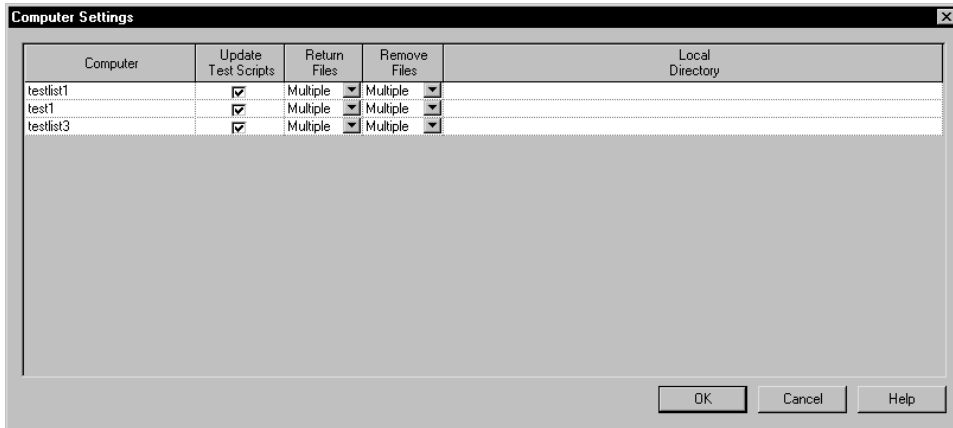 Computer Settings
Computer Update Test Scripts Return Files Remove Files Local Directory
testlist1 Multiple Multiple
test1 Multiple Multiple
testlist3 Multiple Multiple
OK Cancel Help